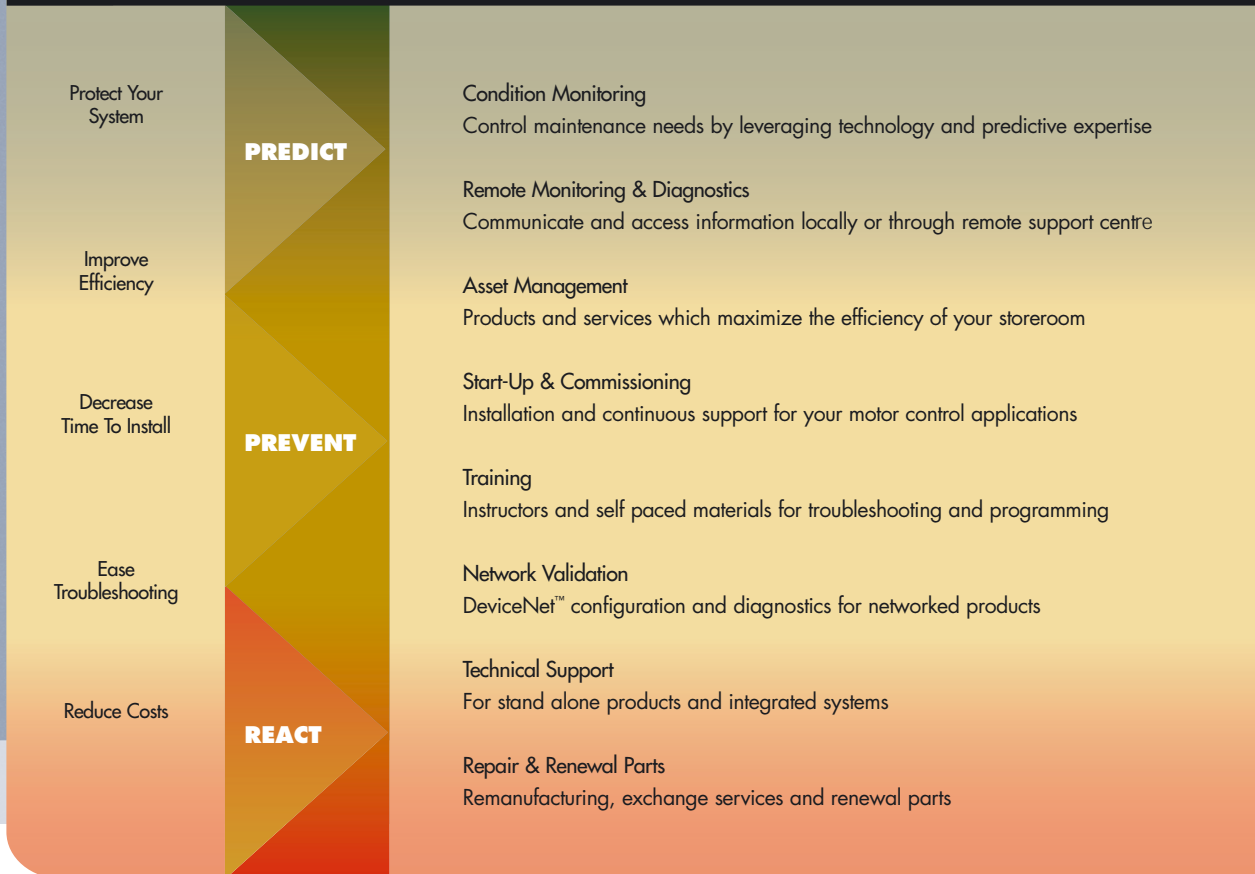 Protect Your
System
Improve
Efficiency
Decrease
Time To Install
Ease
Troubleshooting
Reduce Costs
PREDICT
PREVENT
REACT
Condition Monitoring
Control maintenance needs by leveraging technology and predictive expertise
Remote Monitoring & Diagnostics
Communicate and access information locally or through remote support centre
Asset Management
Products and services which maximize the efficiency of your storeroom
Start-Up & Commissioning
Installation and continuous support for your motor control applications
Training
Instructors and self paced materials for troubleshooting and programming
Network Validation
DeviceNet™ configuration and diagnostics for networked products
Technical Support
For stand alone products and integrated systems
Repair & Renewal Parts
Remanufacturing, exchange services and renewal parts